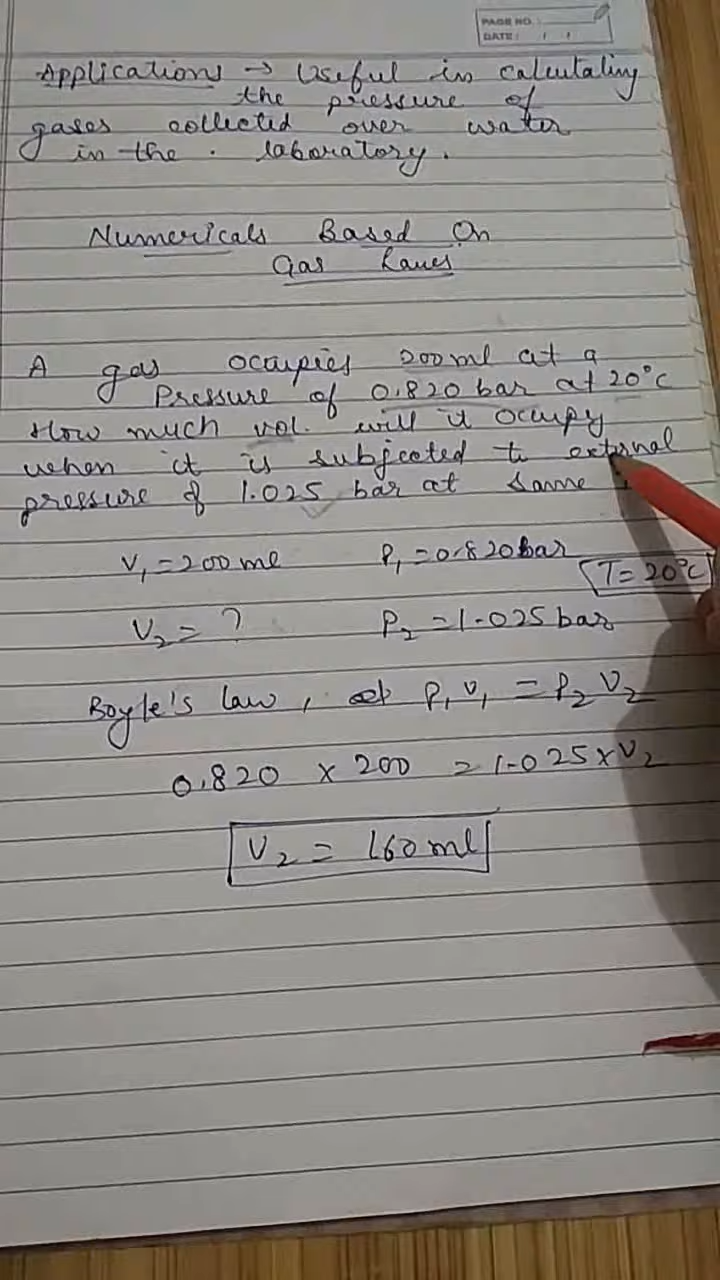 PAGE NO.:
DATE: / /
Applications → Useful in calculating
the pressure of
gases collected over water
in the . laboratory.
Numericals Based On
Gas Laws
A gas occupies 200ml at a
Pressure of 0.820 bar at 20°C
How much vol. will it occupy
when it is subjected to external
pressure of 1.025 bar at same
V₁ = 200 ml P₁ = 0.820 bar
T = 20°C
V₂ = ? P₂ = 1.025 bar
Boyle's law, P₁V₁ = P₂V₂
0.820 × 200 = 1.025 × V₂
V₂ = 160 ml